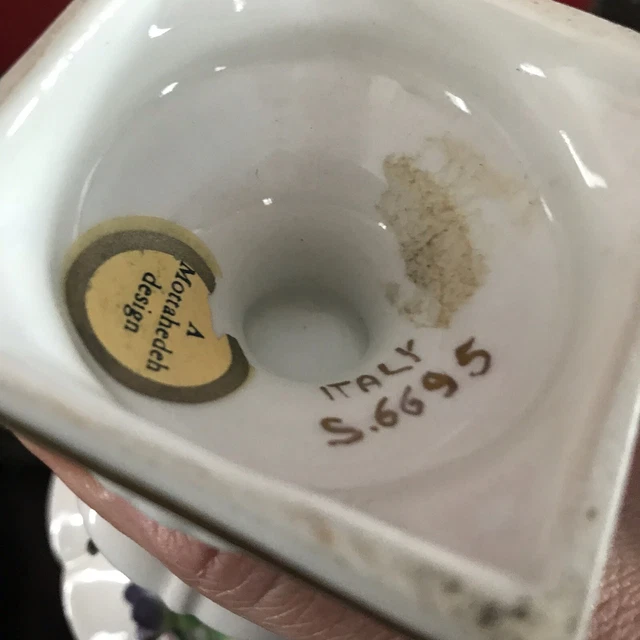 A
Mottahedeh
design
ITALY
S.6695